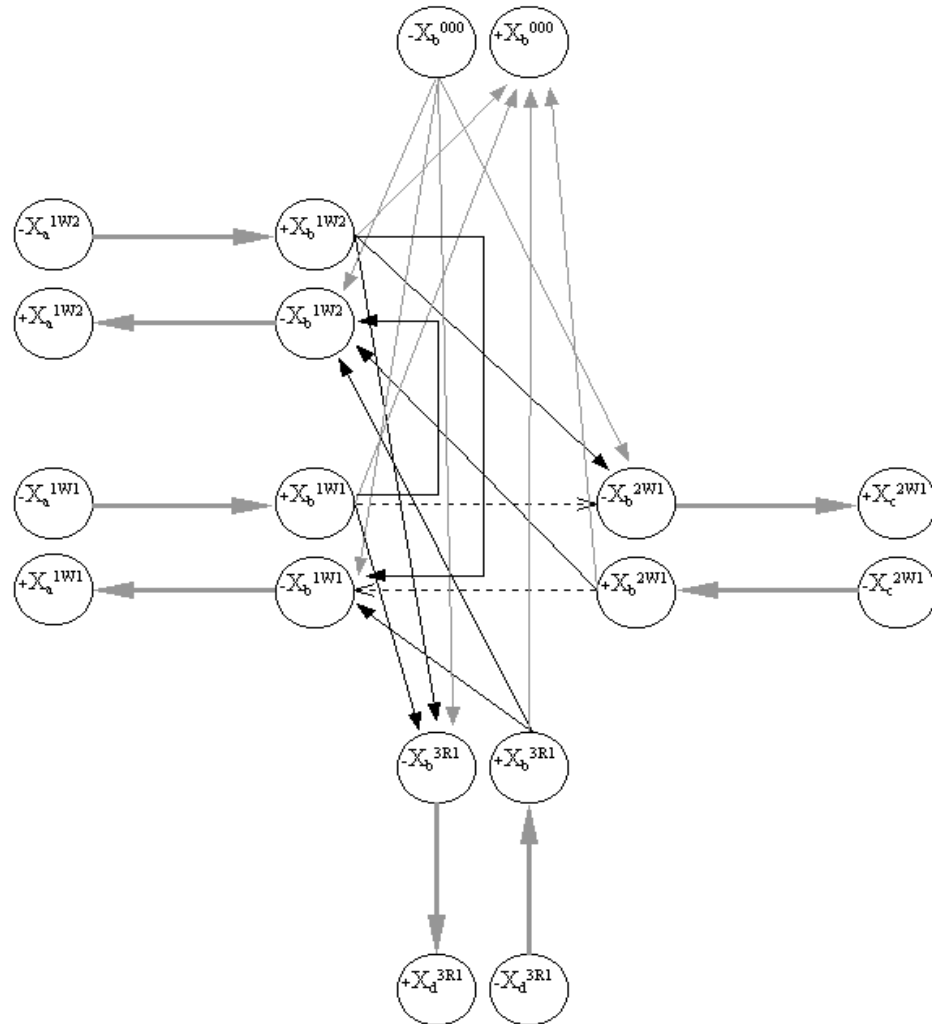 -X_b^000 +X_b^000
-X_a^1W2 +X_b^1W2
+X_a^1W2 -X_b^1W2
-X_a^1W1 +X_b^1W1 -X_b^2W1 +X_c^2W1
+X_a^1W1 -X_b^1W1 +X_b^2W1 -X_c^2W1
-X_b^3R1 +X_b^3R1
+X_d^3R1 -X_d^3R1